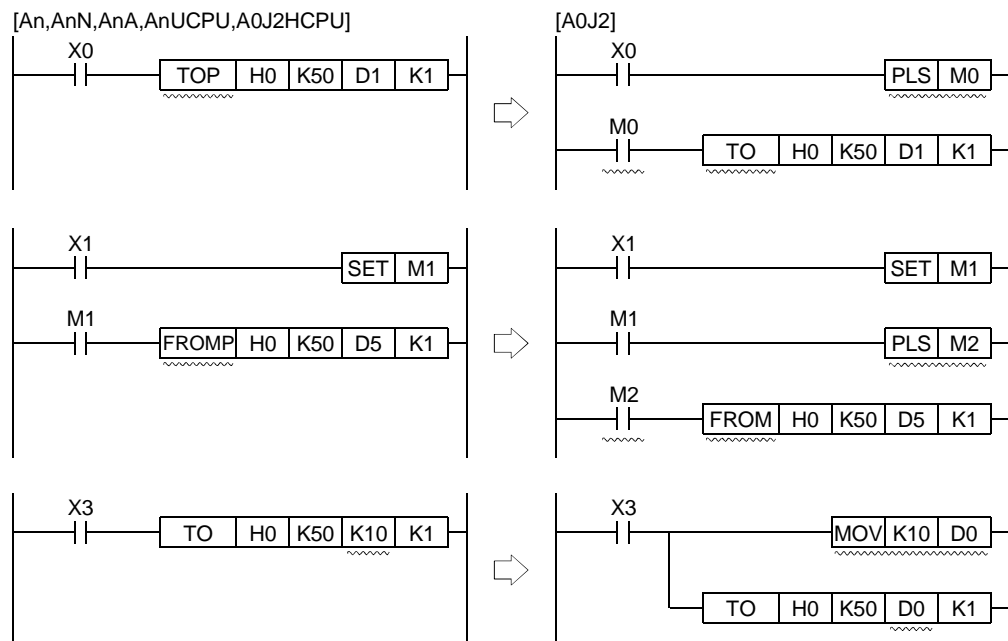 [An,AnN,AnA,AnUCPU,A0J2HCPU] [A0J2]
X0 X0
TOP H0 K50 D1 K1 PLS M0
M0
TO H0 K50 D1 K1
X1 X1
SET M1 SET M1
M1 M1
FROMP H0 K50 D5 K1 PLS M2
M2
FROM H0 K50 D5 K1
X3 X3
TO H0 K50 K10 K1 MOV K10 D0
TO H0 K50 D0 K1